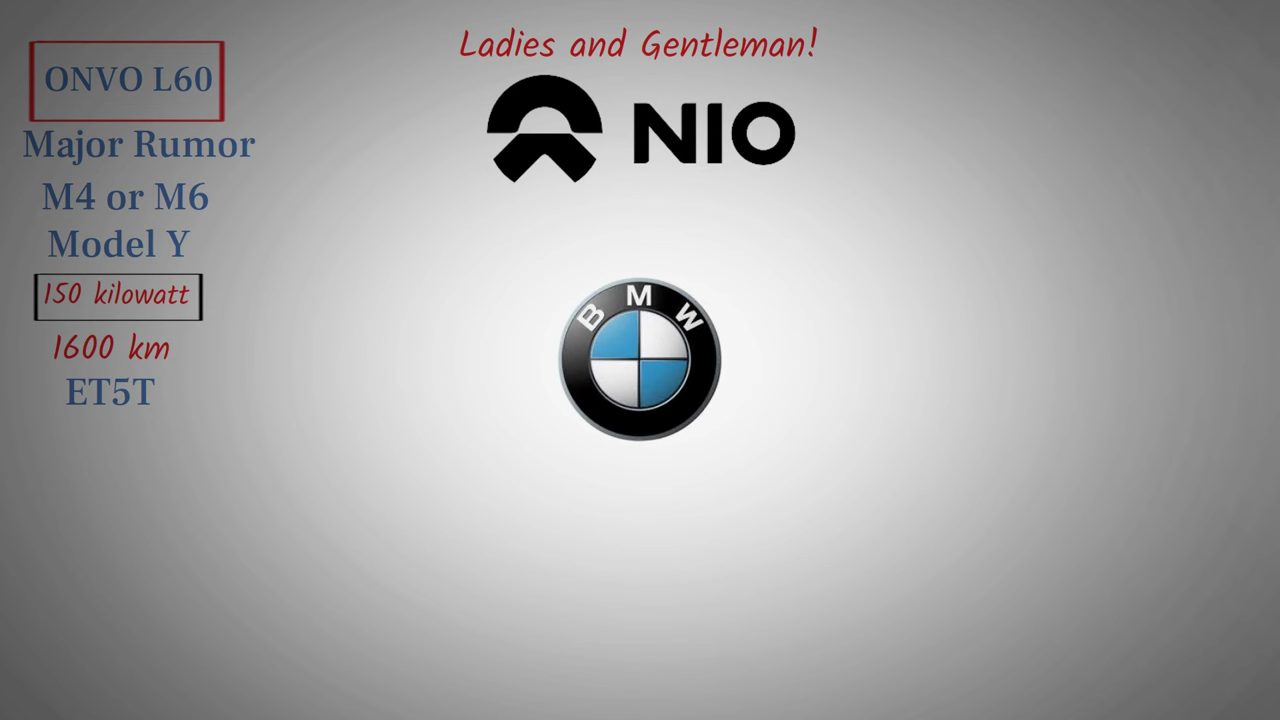 Ladies and Gentleman!
NIO
ONVO L60
Major Rumor
M4 or M6
Model Y
150 kilowatt
1600 km
ET5T
BMW